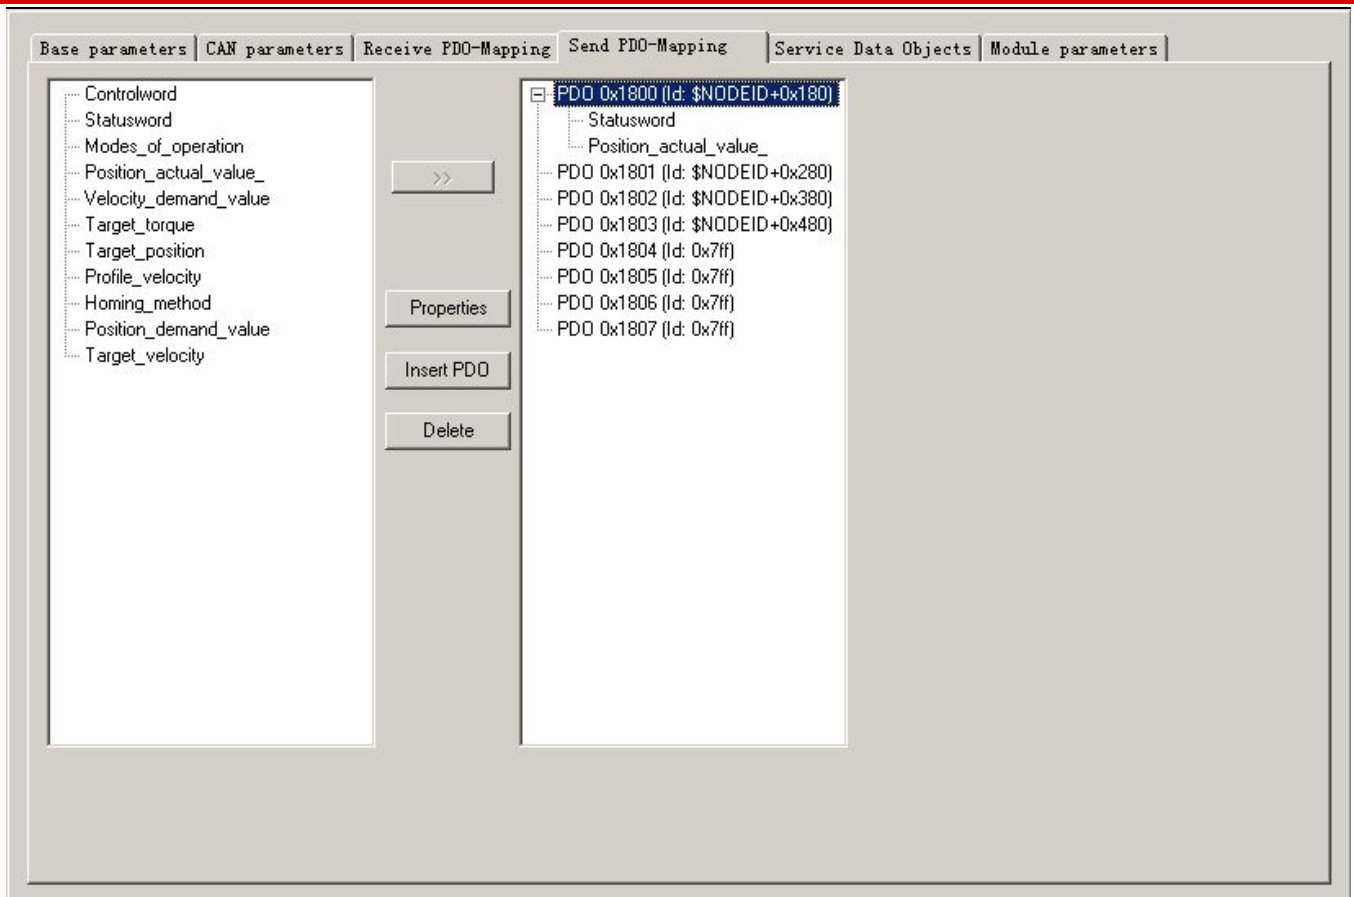 Base parameters CAN parameters Receive PDO-Mapping Send PDO-Mapping Service Data Objects Module parameters
Controlword
Statusword
Modes_of_operation
Position_actual_value_
Velocity_demand_value
Target_torque
Target_position
Profile_velocity
Homing_method
Position_demand_value
Target_velocity
>>
Properties
Insert PDO
Delete
PDO 0x1800 (Id: $NODEID+0x180)
Statusword
Position_actual_value_
PDO 0x1801 (Id: $NODEID+0x280)
PDO 0x1802 (Id: $NODEID+0x380)
PDO 0x1803 (Id: $NODEID+0x480)
PDO 0x1804 (Id: 0x7ff)
PDO 0x1805 (Id: 0x7ff)
PDO 0x1806 (Id: 0x7ff)
PDO 0x1807 (Id: 0x7ff)